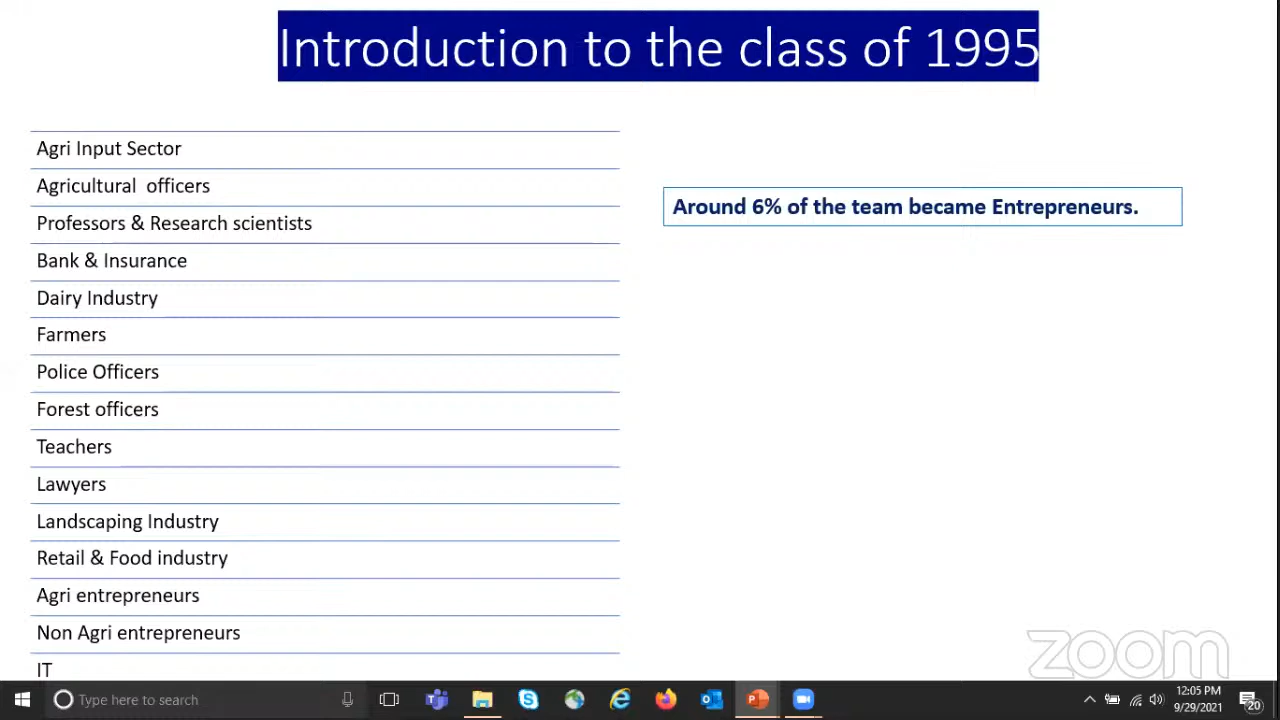 Introduction to the class of 1995
Agri Input Sector
Agricultural officers
Professors & Research scientists
Bank & Insurance
Dairy Industry
Farmers
Police Officers
Forest officers
Teachers
Lawyers
Landscaping Industry
Retail & Food industry
Agri entrepreneurs
Non Agri entrepreneurs
IT
Around 6% of the team became Entrepreneurs.
zoom
Type here to search
12:05 PM
9/29/2021
20